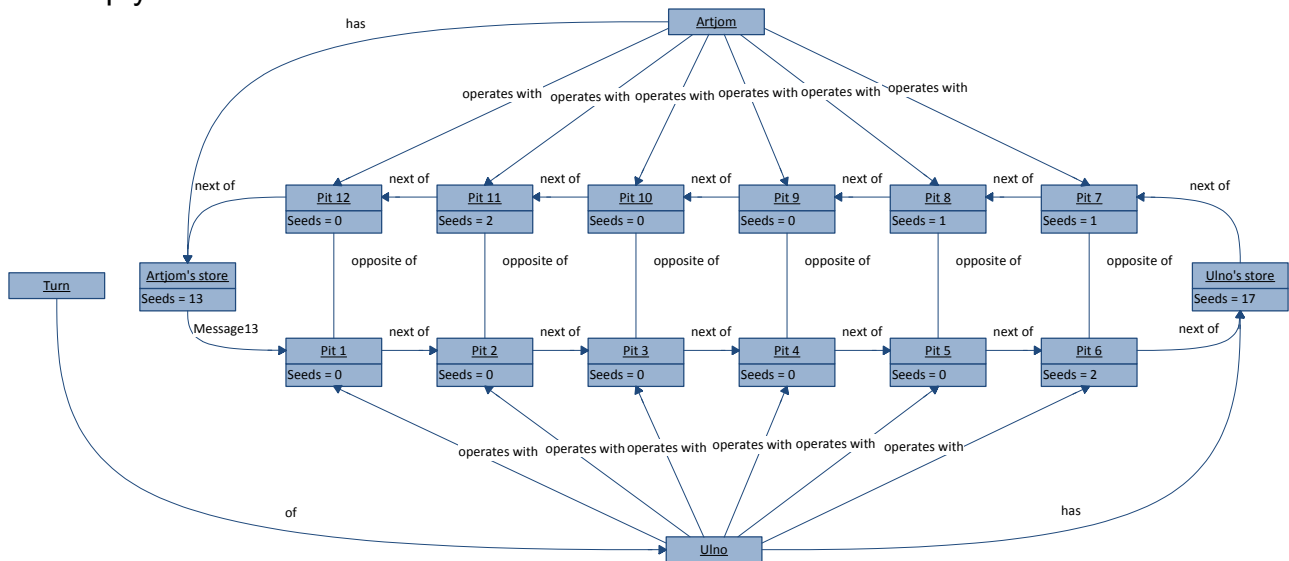 Artjom
has
operates with operates with operates with operates with operates with operates with
next of next of next of next of next of next of
Pit 12 Pit 11 Pit 10 Pit 9 Pit 8 Pit 7
Seeds = 0 Seeds = 2 Seeds = 0 Seeds = 0 Seeds = 1 Seeds = 1
opposite of opposite of opposite of opposite of opposite of opposite of
Turn
Artjom's store
Seeds = 13
Ulno's store
Seeds = 17
Message13 next of next of next of next of next of next of
Pit 1 Pit 2 Pit 3 Pit 4 Pit 5 Pit 6
Seeds = 0 Seeds = 0 Seeds = 0 Seeds = 0 Seeds = 0 Seeds = 2
operates with operates with operates with operates with operates with operates with
of
has
Ulno